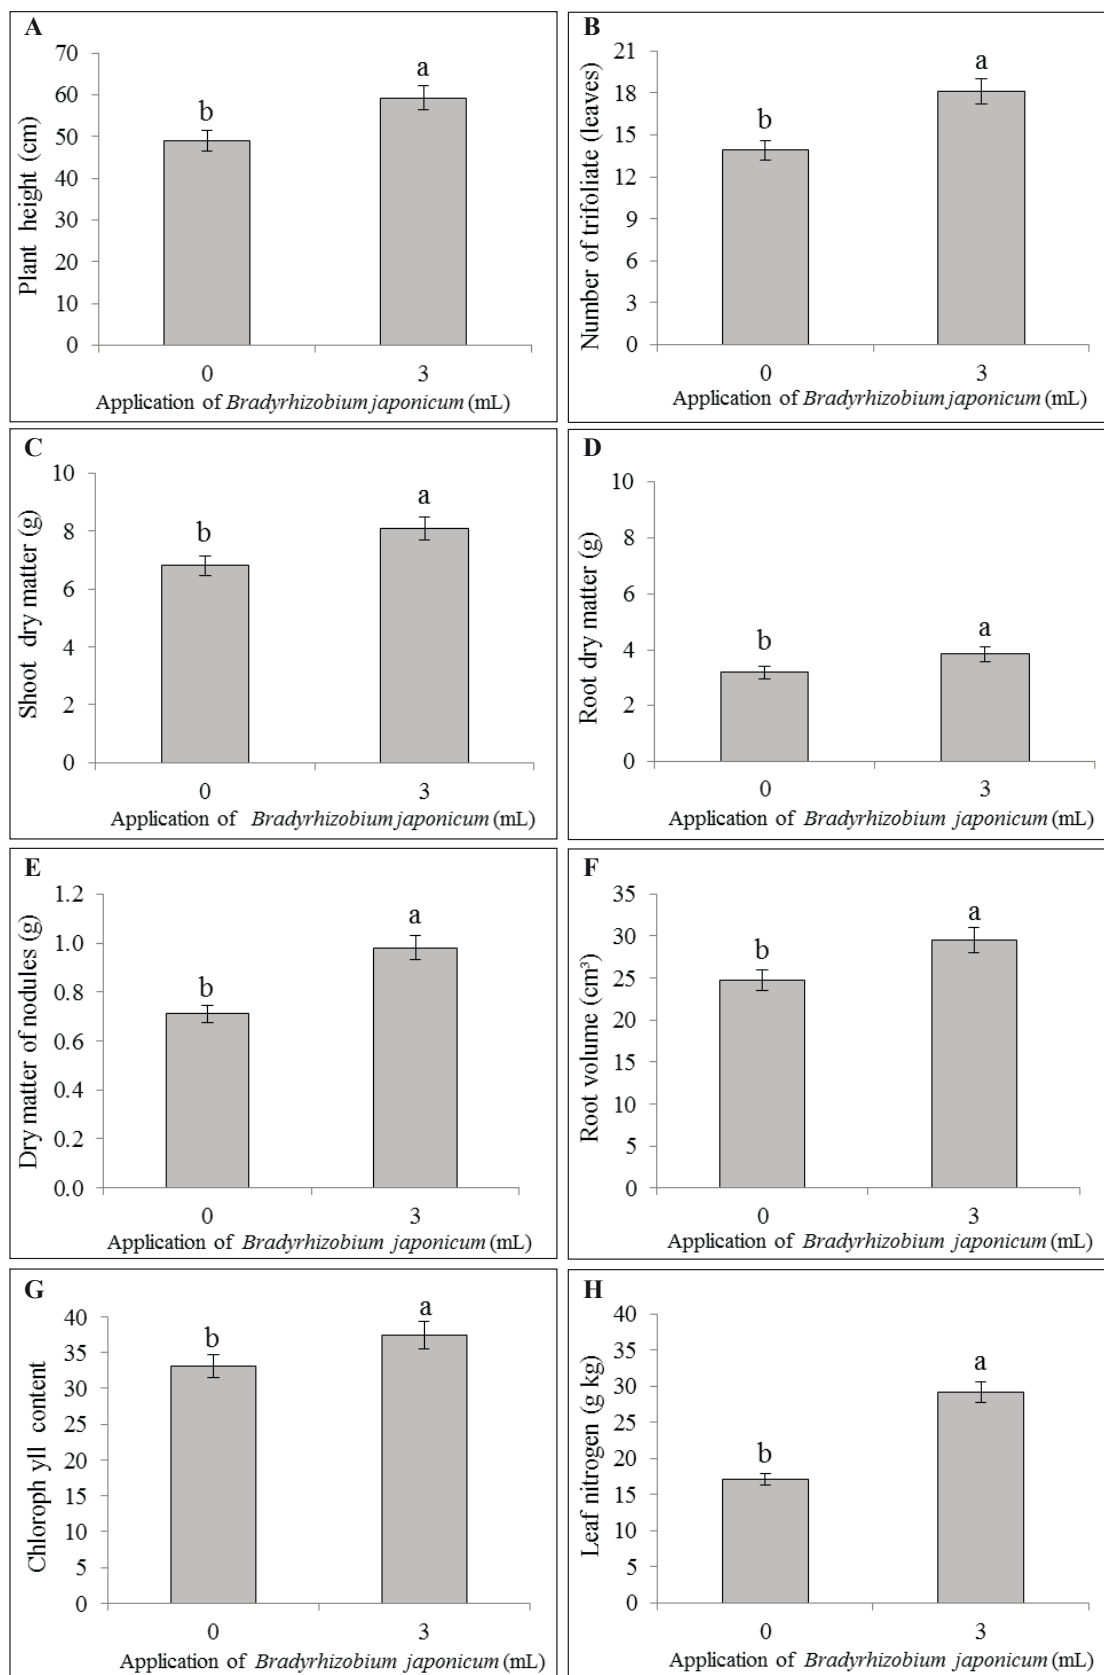 A
Plant height (cm)
70
60
50
40
30
20
10
0
b
a
0 3
Application of Bradyrhizobium japonicum (mL)
B
Number of trifoliate (leaves)
21
18
15
12
9
6
3
0
b
a
0 3
Application of Bradyrhizobium japonicum (mL)
C
Shoot dry matter (g)
10
8
6
4
2
0
b
a
0 3
Application of Bradyrhizobium japonicum (mL)
D
Root dry matter (g)
10
8
6
4
2
0
b
a
0 3
Application of Bradyrhizobium japonicum (mL)
E
Dry matter of nodules (g)
1.2
1.0
0.8
0.6
0.4
0.2
0.0
b
a
0 3
Application of Bradyrhizobium japonicum (mL)
F
Root volume (cm³)
35
30
25
20
15
10
5
0
b
a
0 3
Application of Bradyrhizobium japonicum (mL)
G
Chloroph yll content
40
35
30
25
20
15
10
5
0
b
a
0 3
Application of Bradyrhizobium japonicum (mL)
H
Leaf nitrogen (g kg)
40
35
30
25
20
15
10
5
0
b
a
0 3
Application of Bradyrhizobium japonicum (mL)